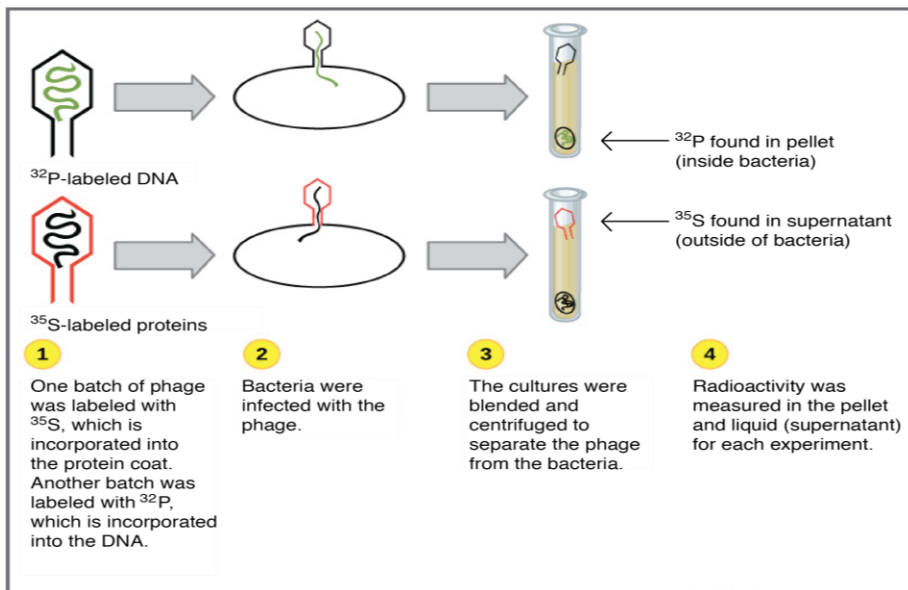 ³²P-labeled DNA
³²P found in pellet
(inside bacteria)
³⁵S-labeled proteins
³⁵S found in supernatant
(outside of bacteria)
1
One batch of phage
was labeled with
³⁵S, which is
incorporated into
the protein coat.
Another batch was
labeled with ³²P,
which is incorporated
into the DNA.
2
Bacteria were
infected with the
phage.
3
The cultures were
blended and
centrifuged to
separate the phage
from the bacteria.
4
Radioactivity was
measured in the pellet
and liquid (supernatant)
for each experiment.